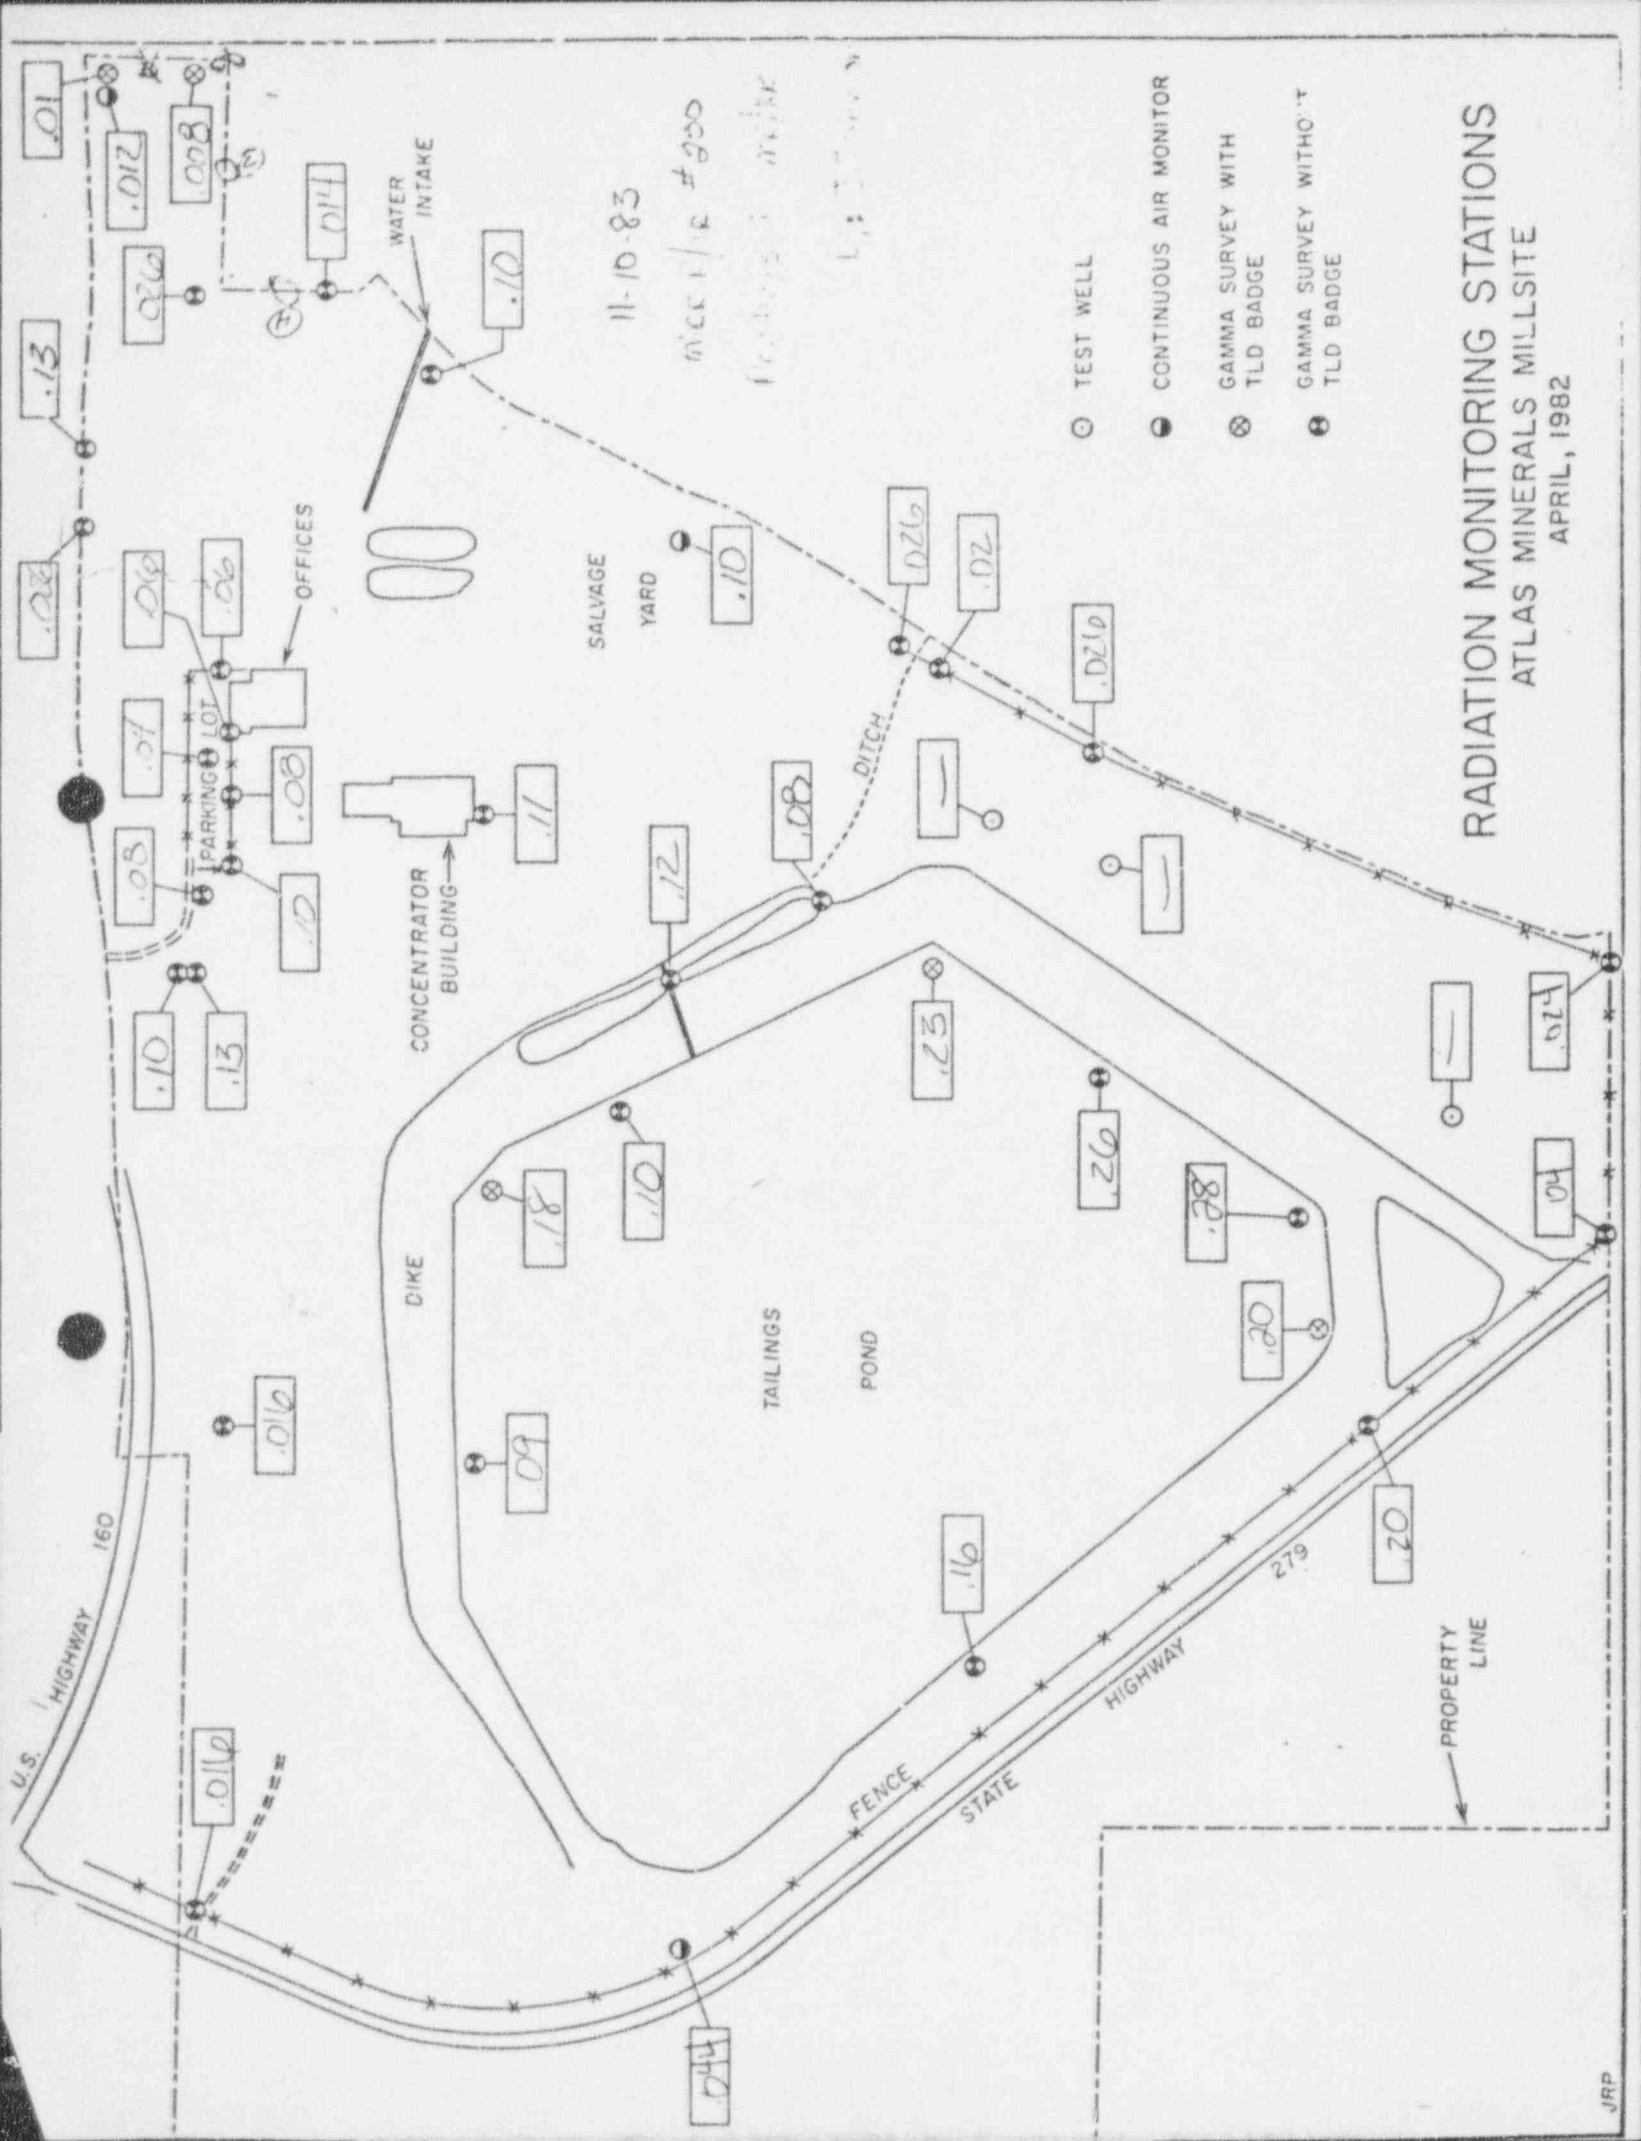 .01
.012
.008
.014
.026
.13
.06
.06
.07
.08
.08
.10
.10
.13
PARKING LOT
OFFICES
WATER
INTAKE
.10
11-10-83
SALVAGE
YARD
.10
CONCENTRATOR
BUILDING
.11
.12
.08
DITCH
.026
.02
.0210
—
—
—
.024
.04
DIKE
.18
.10
.23
.26
.28
.20
TAILINGS
POND
.09
.16
.20
.016
.016
.044
U.S. HIGHWAY 160
FENCE
STATE HIGHWAY 279
PROPERTY
LINE
TEST WELL
CONTINUOUS AIR MONITOR
GAMMA SURVEY WITH
TLD BADGE
GAMMA SURVEY WITHO'T
TLD BADGE
RADIATION MONITORING STATIONS
ATLAS MINERALS MILLSITE
APRIL, 1982
JRP